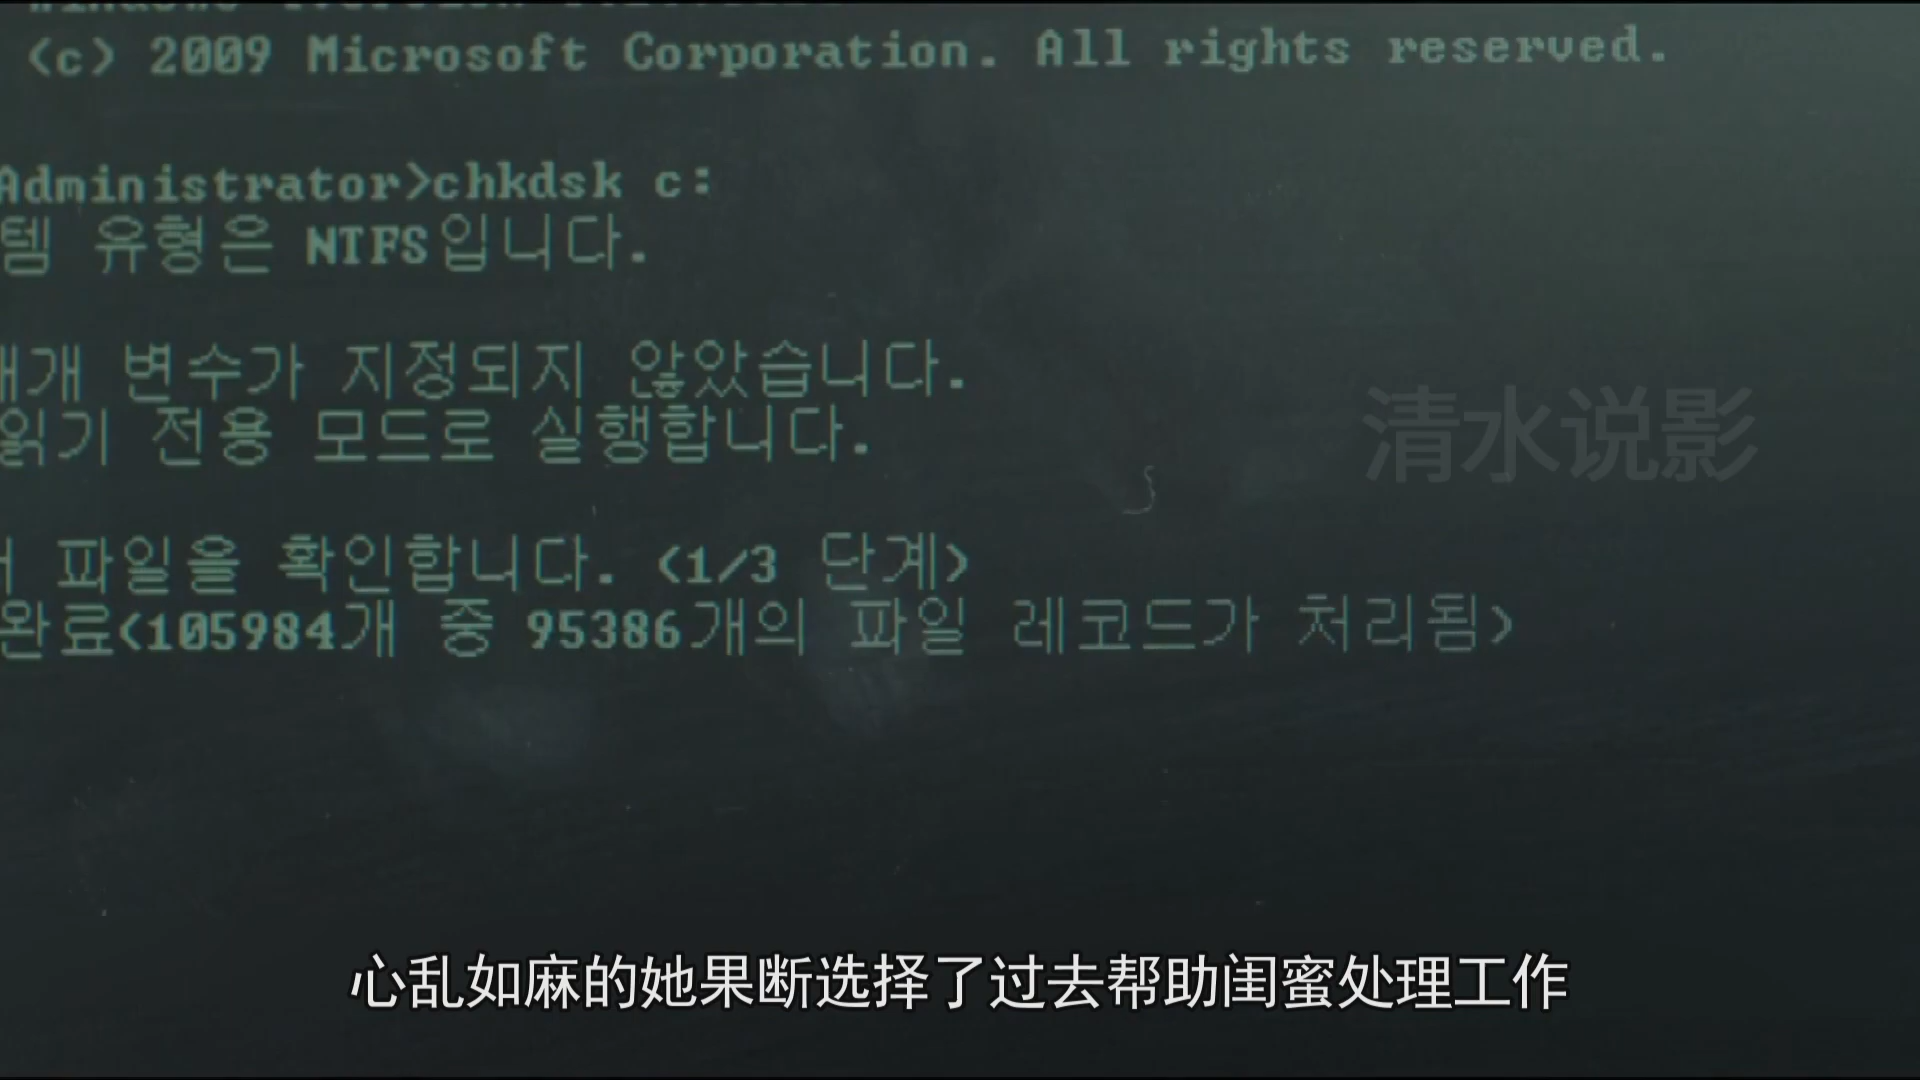 (c) 2009 Microsoft Corporation. All rights reserved.
Administrator>chkdsk c:
템 유형은 NTFS입니다.
개 변수가 지정되지 않았습니다.
읽기 전용 모드로 실행합니다.
파일을 확인합니다. (1/3 단계)
완료(105984개 중 95386개의 파일 레코드가 처리됨)
清水说影
心乱如麻的她果断选择了过去帮助闺蜜处理工作